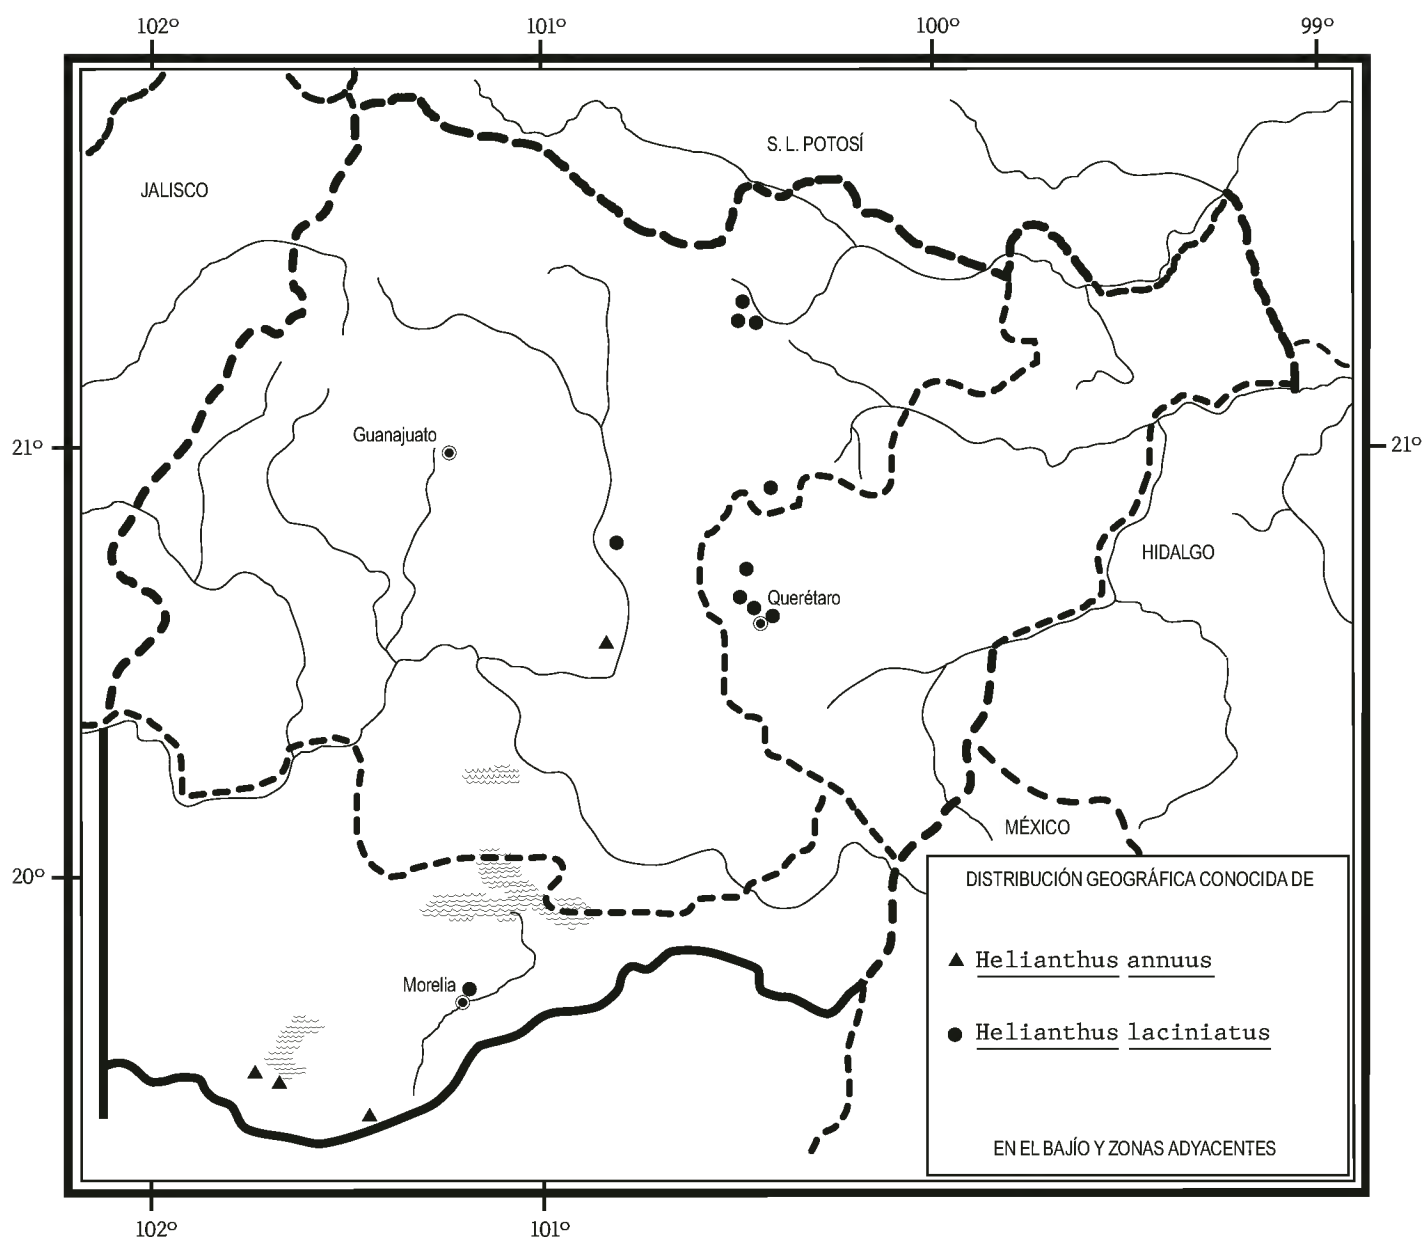 102° 101° 100° 99°
S. L. POTOSÍ
JALISCO
Guanajuato
21° 21°
HIDALGO
Querétaro
MÉXICO
20°
DISTRIBUCIÓN GEOGRÁFICA CONOCIDA DE
Helianthus annuus
Morelia
Helianthus laciniatus
EN EL BAJÍO Y ZONAS ADYACENTES
102° 101°